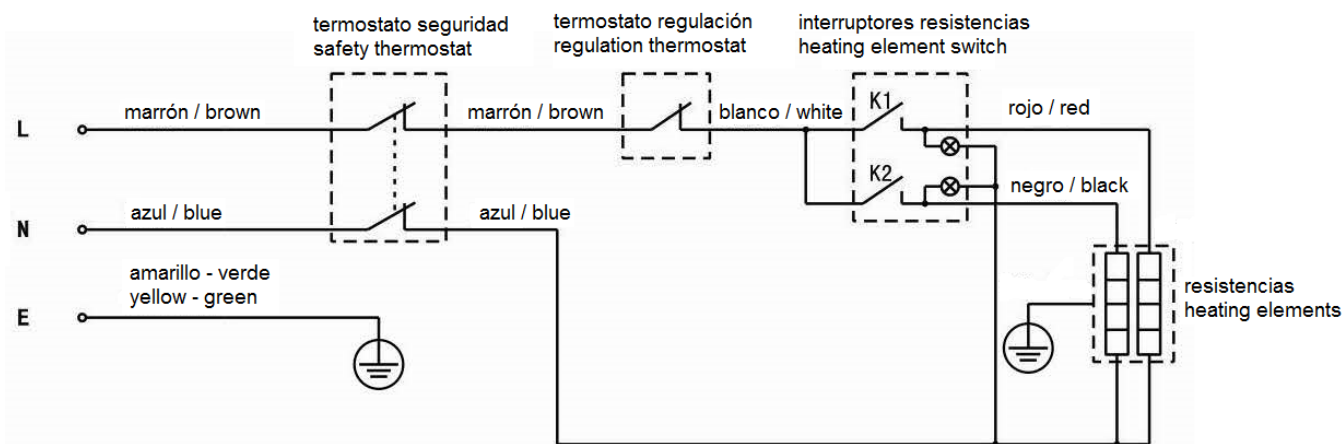 termostato seguridad
safety thermostat
termostato regulación
regulation thermostat
interruptores resistencias
heating element switch
L
marrón / brown
marrón / brown
blanco / white
K1
rojo / red
K2
negro / black
N
azul / blue
azul / blue
amarillo - verde
yellow - green
E
resistencias
heating elements